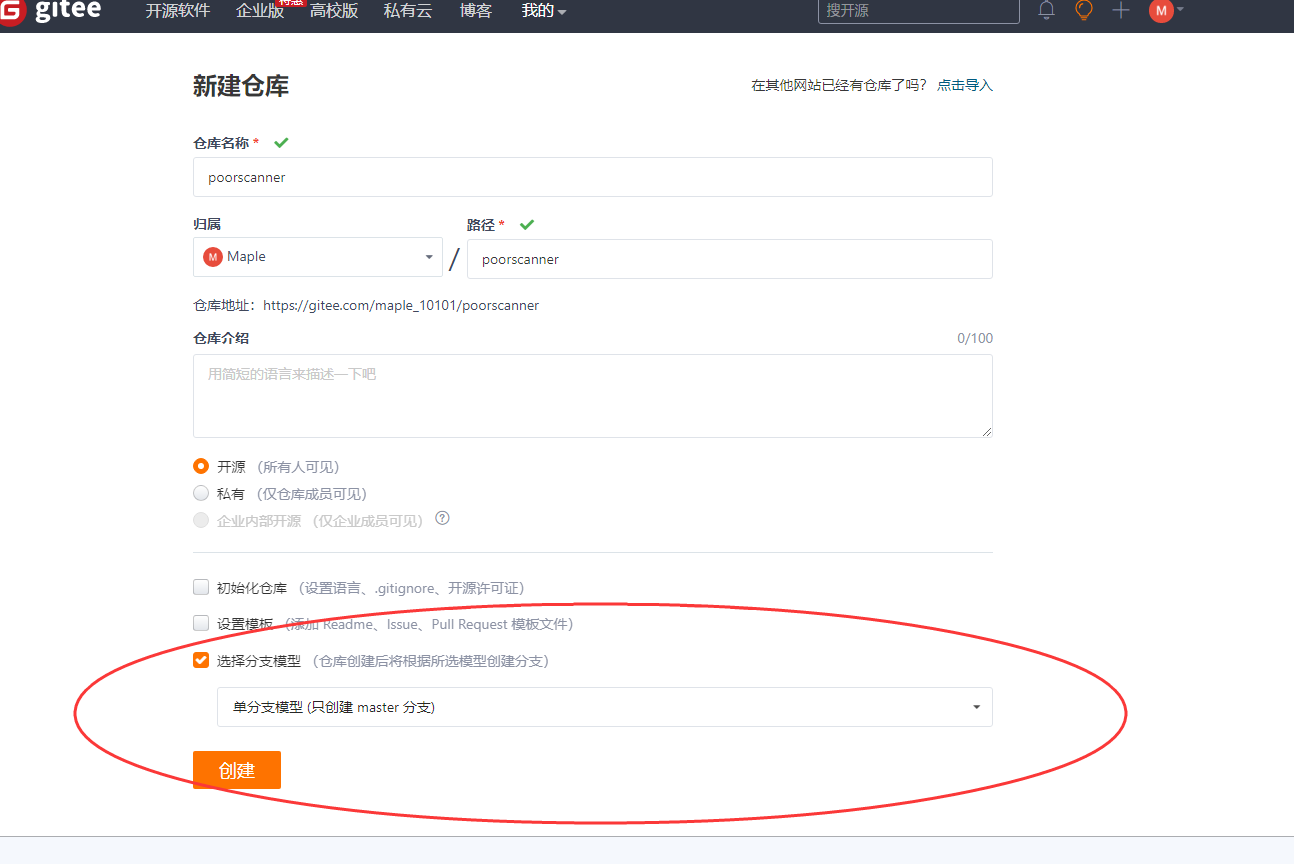 gitee 开源软件 企业版 特惠 高校版 私有云 博客 我的 搜开源 M
新建仓库 在其他网站已经有仓库了吗？ 点击导入
仓库名称 *
poorscanner
归属 路径 *
M Maple / poorscanner
仓库地址：https://gitee.com/maple_10101/poorscanner
仓库介绍 0/100
用简短的语言来描述一下吧
开源 （所有人可见）
私有 （仅仓库成员可见）
企业内部开源 （仅企业成员可见） ?
初始化仓库 （设置语言、.gitignore、开源许可证）
设置模板 （添加 Readme、Issue、Pull Request 模板文件）
选择分支模型 （仓库创建后将根据所选模型创建分支）
单分支模型 (只创建 master 分支)
创建